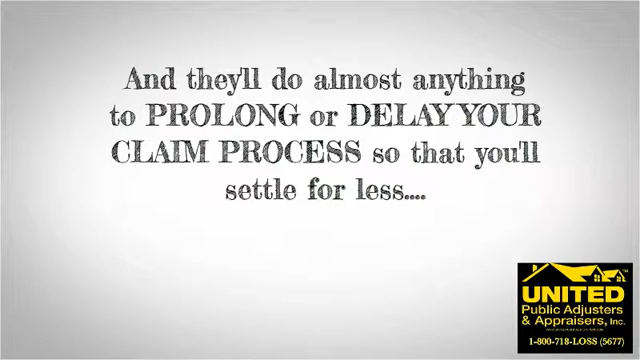 And they'll do almost anything
to PROLONG or DELAY YOUR
CLAIM PROCESS so that you'll
settle for less....
UNITED
Public Adjusters
& Appraisers, Inc.
1-800-718-LOSS (5677)